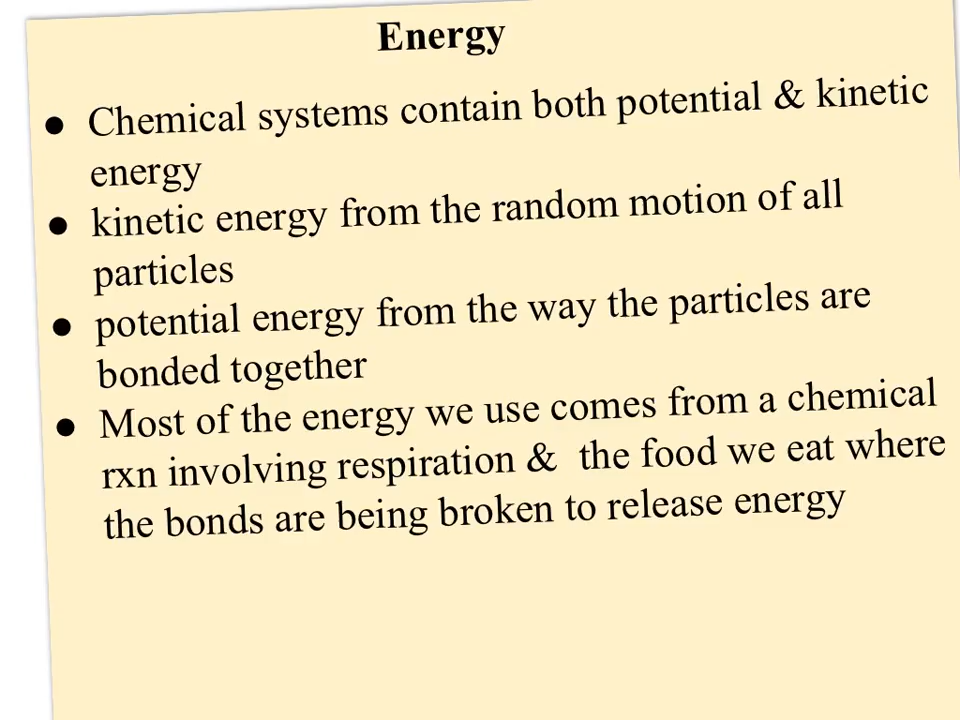 Energy
● Chemical systems contain both potential & kinetic
energy
● kinetic energy from the random motion of all
particles
● potential energy from the way the particles are
bonded together
● Most of the energy we use comes from a chemical
rxn involving respiration &  the food we eat where
the bonds are being broken to release energy